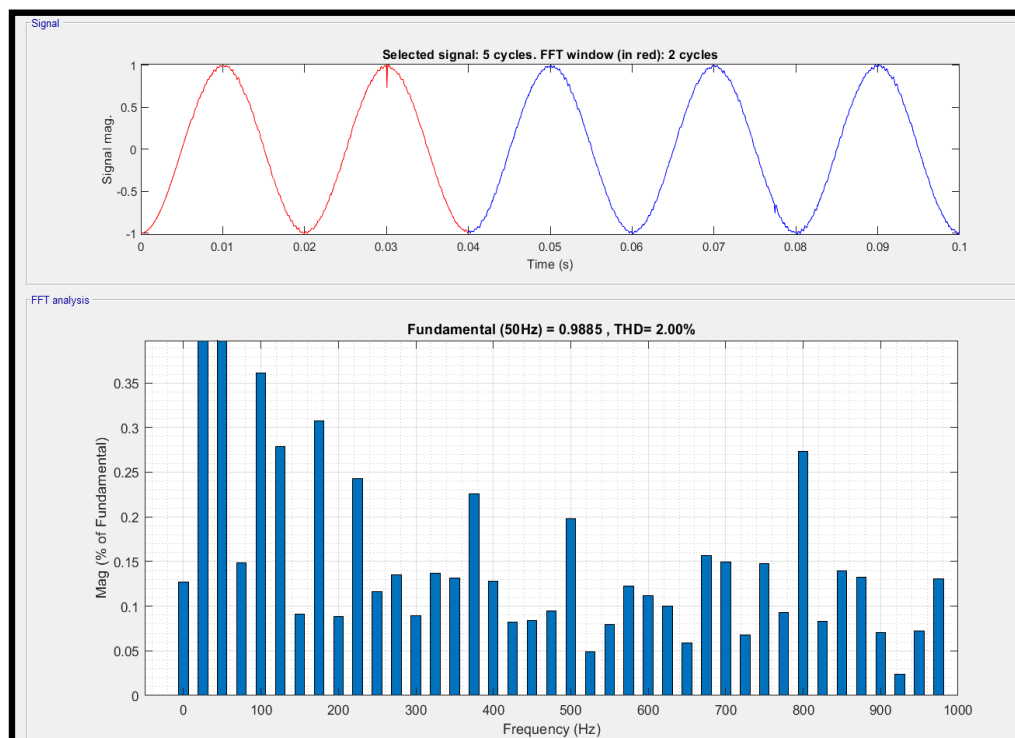 Signal
Selected signal: 5 cycles. FFT window (in red): 2 cycles
1
0.5
0
-0.5
-1
Signal mag.
0 0.01 0.02 0.03 0.04 0.05 0.06 0.07 0.08 0.09 0.1
Time (s)
FFT analysis
Fundamental (50Hz) = 0.9885 , THD= 2.00%
0.35
0.3
0.25
0.2
0.15
0.1
0.05
0
Mag (% of Fundamental)
0 100 200 300 400 500 600 700 800 900 1000
Frequency (Hz)